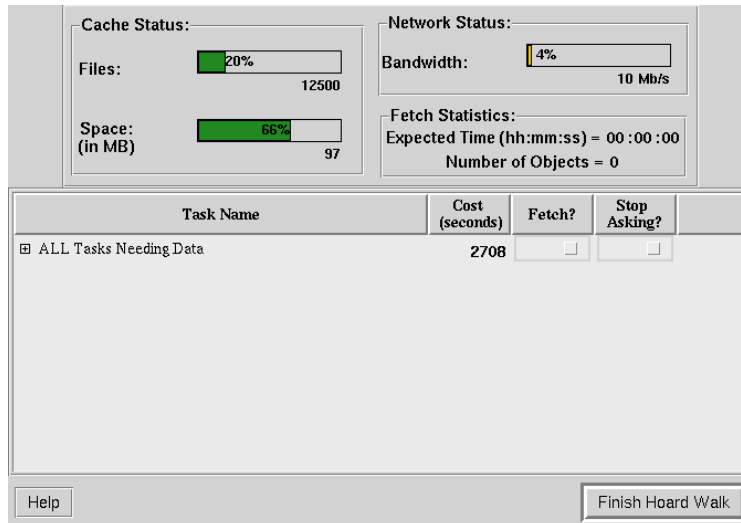 Cache Status:
Files:
20%
12500
Space:
(in MB)
66%
97
Network Status:
Bandwidth:
4%
10 Mb/s
Fetch Statistics:
Expected Time (hh:mm:ss) = 00:00:00
Number of Objects = 0
Task Name
Cost
(seconds)
Fetch?
Stop
Asking?
ALL Tasks Needing Data
2708
Help
Finish Hoard Walk